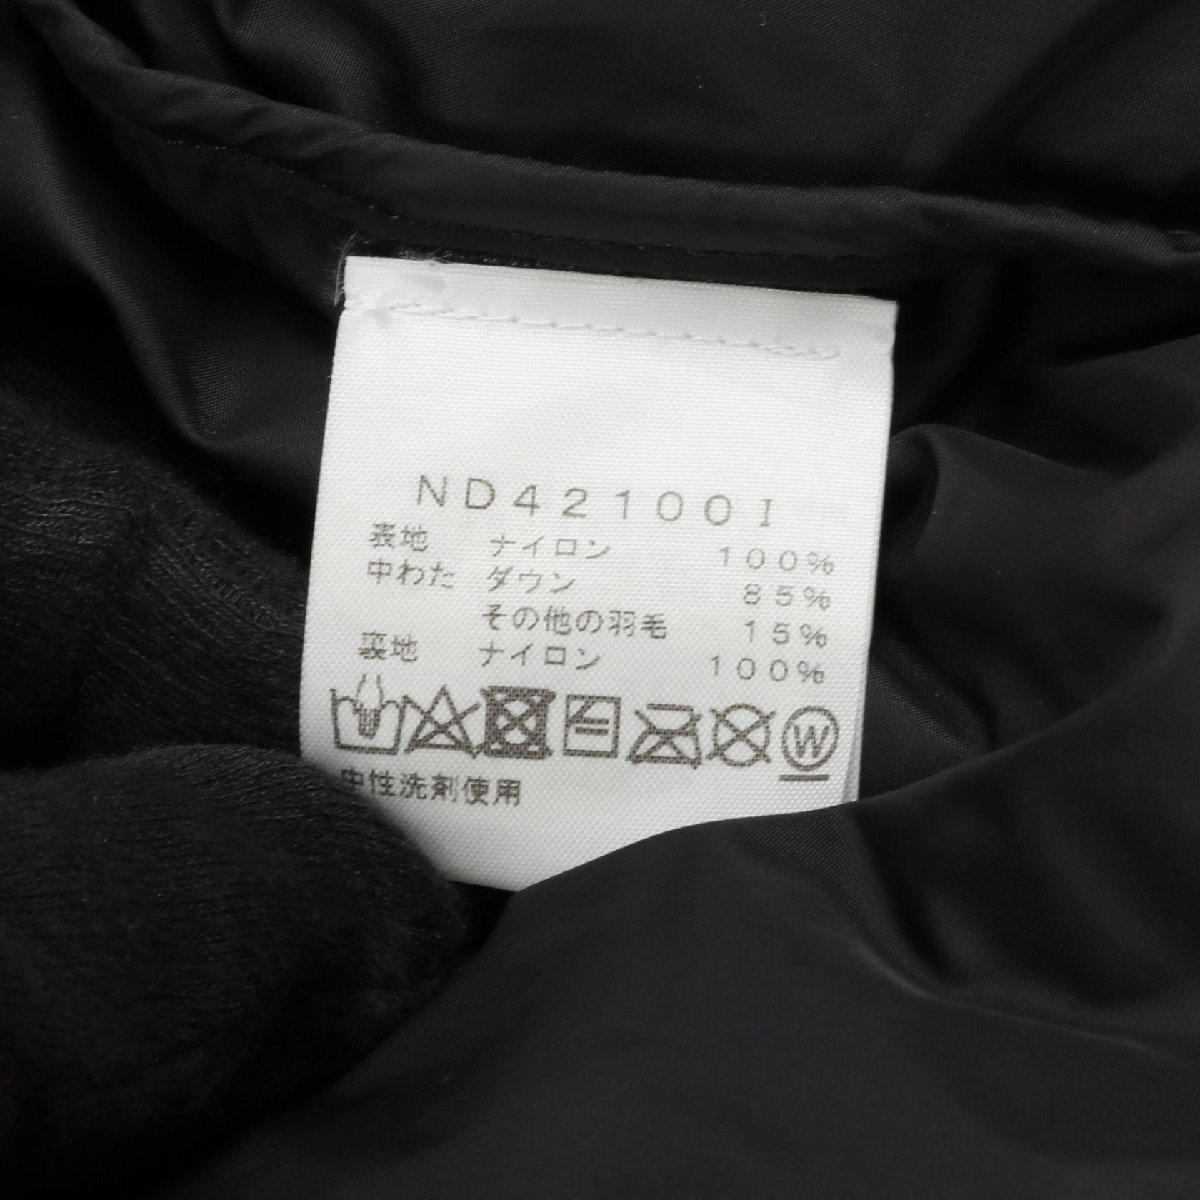 ND42100I
表地 ナイロン 100%
中わた ダウン 85%
その他の羽毛 15%
裏地 ナイロン 100%
W
中性洗剤使用